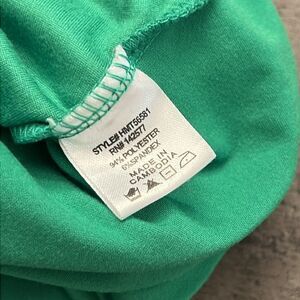 STYLE# HMT56581
RN# 142577
94% POLYESTER
6% SPANDEX
MADE IN
CAMBODIA